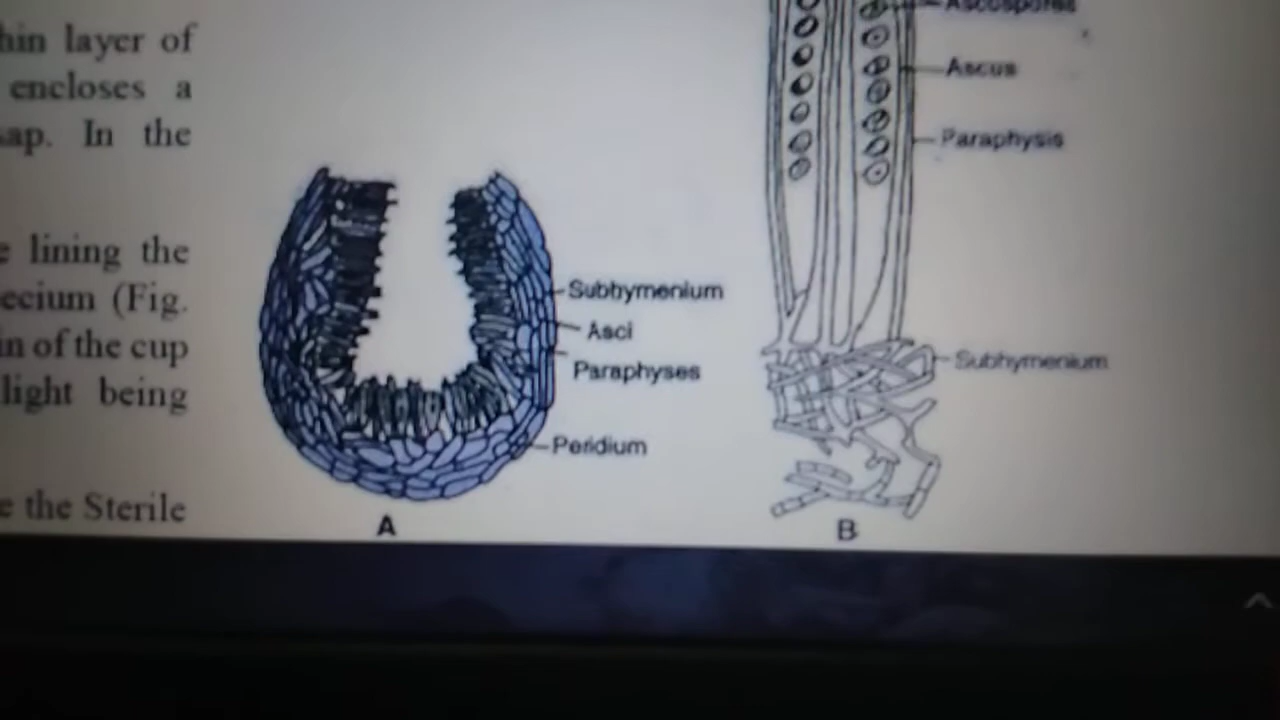 hin layer of
encloses a
ap. In the
lining the
ecium (Fig.
in of the cup
light being
e the Sterile
Subhymenium
Asci
Paraphyses
Peridium
A
Ascospores
Ascus
Paraphysis
Subhymenium
B